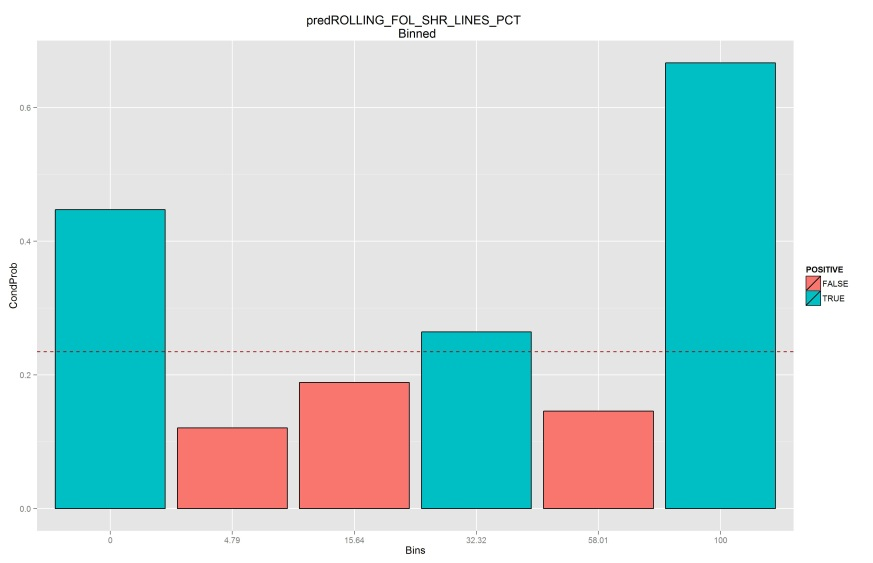 predROLLING_FOL_SHR_LINES_PCT
Binned
0.6
0.4
0.2
0.0
CondProb
0 4.79 15.64 32.32 58.01 100
Bins
POSITIVE
FALSE
TRUE